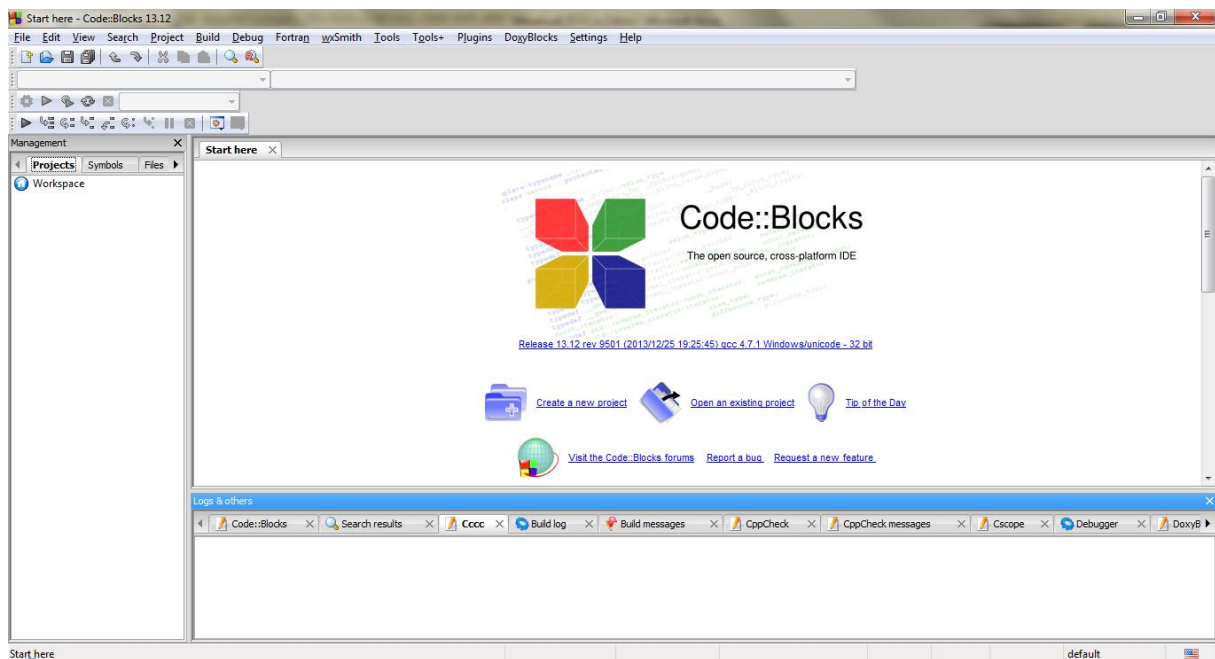 Start here - Code::Blocks 13.12
File Edit View Search Project Build Debug Fortran wxSmith Tools Tools+ Plugins DoxyBlocks Settings Help
Management
Start here
Projects Symbols Files
Workspace
Code::Blocks
The open source, cross-platform IDE
Release 13.12 rev 9501 (2013/12/25 19:25:45) gcc 4.7.1 Windows/unicode - 32 bit
Create a new project Open an existing project Tip of the Day
Visit the Code::Blocks forums Report a bug Request a new feature
Logs & others
Code::Blocks Search results Cccc Build log Build messages CppCheck CppCheck messages Cscope Debugger DoxyB
Start here default